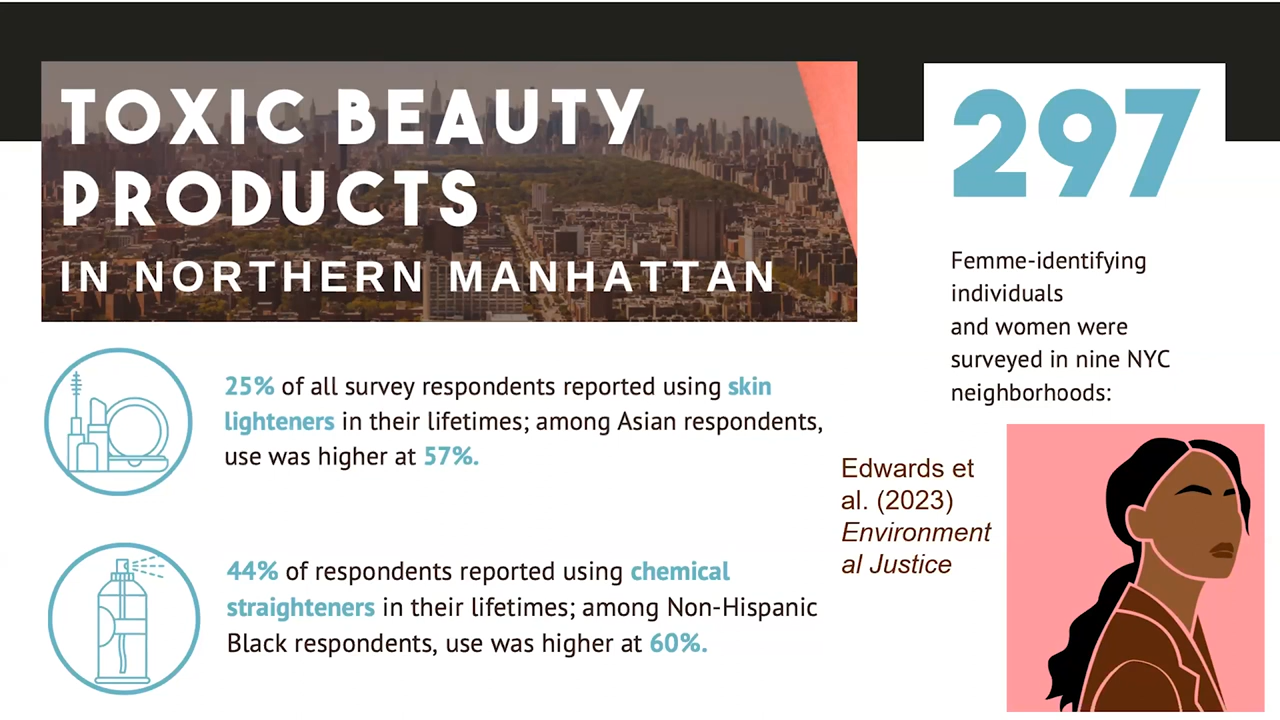 TOXIC BEAUTY
PRODUCTS
IN NORTHERN MANHATTAN
297
Femme-identifying
individuals
and women were
surveyed in nine NYC
neighborhoods:
25% of all survey respondents reported using skin
lighteners in their lifetimes; among Asian respondents,
use was higher at 57%.
Edwards et
al. (2023)
Environment
al Justice
44% of respondents reported using chemical
straighteners in their lifetimes; among Non-Hispanic
Black respondents, use was higher at 60%.